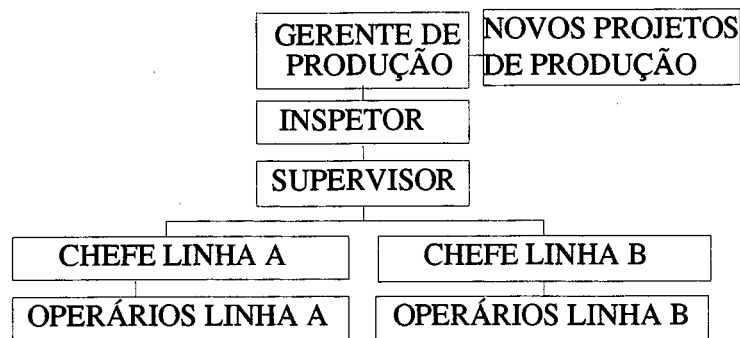 GERENTE DE
PRODUÇÃO
NOVOS PROJETOS
DE PRODUÇÃO
INSPETOR
SUPERVISOR
CHEFE LINHA A
CHEFE LINHA B
OPERÁRIOS LINHA A
OPERÁRIOS LINHA B